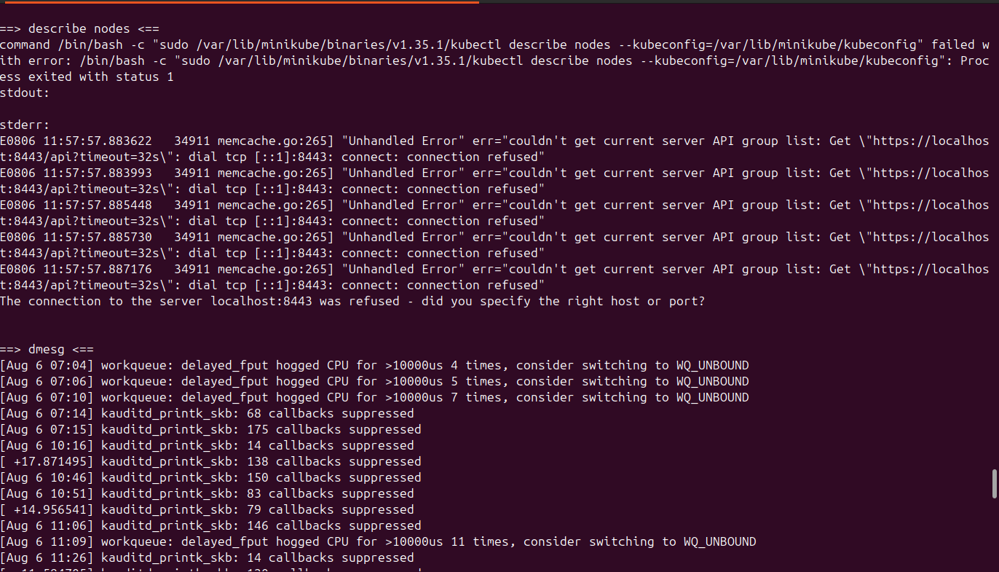 ==> describe nodes <==
command /bin/bash -c "sudo /var/lib/minikube/binaries/v1.35.1/kubectl describe nodes --kubeconfig=/var/lib/minikube/kubeconfig" failed w
ith error: /bin/bash -c "sudo /var/lib/minikube/binaries/v1.35.1/kubectl describe nodes --kubeconfig=/var/lib/minikube/kubeconfig": Proc
ess exited with status 1
stdout:
stderr:
E0806 11:57:57.883622   34911 memcache.go:265] "Unhandled Error" err="couldn't get current server API group list: Get \"https://localhos
t:8443/api?timeout=32s\": dial tcp [::1]:8443: connect: connection refused"
E0806 11:57:57.883993   34911 memcache.go:265] "Unhandled Error" err="couldn't get current server API group list: Get \"https://localhos
t:8443/api?timeout=32s\": dial tcp [::1]:8443: connect: connection refused"
E0806 11:57:57.885448   34911 memcache.go:265] "Unhandled Error" err="couldn't get current server API group list: Get \"https://localhos
t:8443/api?timeout=32s\": dial tcp [::1]:8443: connect: connection refused"
E0806 11:57:57.885730   34911 memcache.go:265] "Unhandled Error" err="couldn't get current server API group list: Get \"https://localhos
t:8443/api?timeout=32s\": dial tcp [::1]:8443: connect: connection refused"
E0806 11:57:57.887176   34911 memcache.go:265] "Unhandled Error" err="couldn't get current server API group list: Get \"https://localhos
t:8443/api?timeout=32s\": dial tcp [::1]:8443: connect: connection refused"
The connection to the server localhost:8443 was refused - did you specify the right host or port?
==> dmesg <==
[Aug 6 07:04] workqueue: delayed_fput hogged CPU for >10000us 4 times, consider switching to WQ_UNBOUND
[Aug 6 07:06] workqueue: delayed_fput hogged CPU for >10000us 5 times, consider switching to WQ_UNBOUND
[Aug 6 07:10] workqueue: delayed_fput hogged CPU for >10000us 7 times, consider switching to WQ_UNBOUND
[Aug 6 07:14] kauditd_printk_skb: 68 callbacks suppressed
[Aug 6 07:15] kauditd_printk_skb: 175 callbacks suppressed
[Aug 6 10:16] kauditd_printk_skb: 14 callbacks suppressed
[ +17.871495] kauditd_printk_skb: 138 callbacks suppressed
[Aug 6 10:46] kauditd_printk_skb: 150 callbacks suppressed
[Aug 6 10:51] kauditd_printk_skb: 83 callbacks suppressed
[ +14.956541] kauditd_printk_skb: 79 callbacks suppressed
[Aug 6 11:06] kauditd_printk_skb: 146 callbacks suppressed
[Aug 6 11:09] workqueue: delayed_fput hogged CPU for >10000us 11 times, consider switching to WQ_UNBOUND
[Aug 6 11:26] kauditd_printk_skb: 14 callbacks suppressed